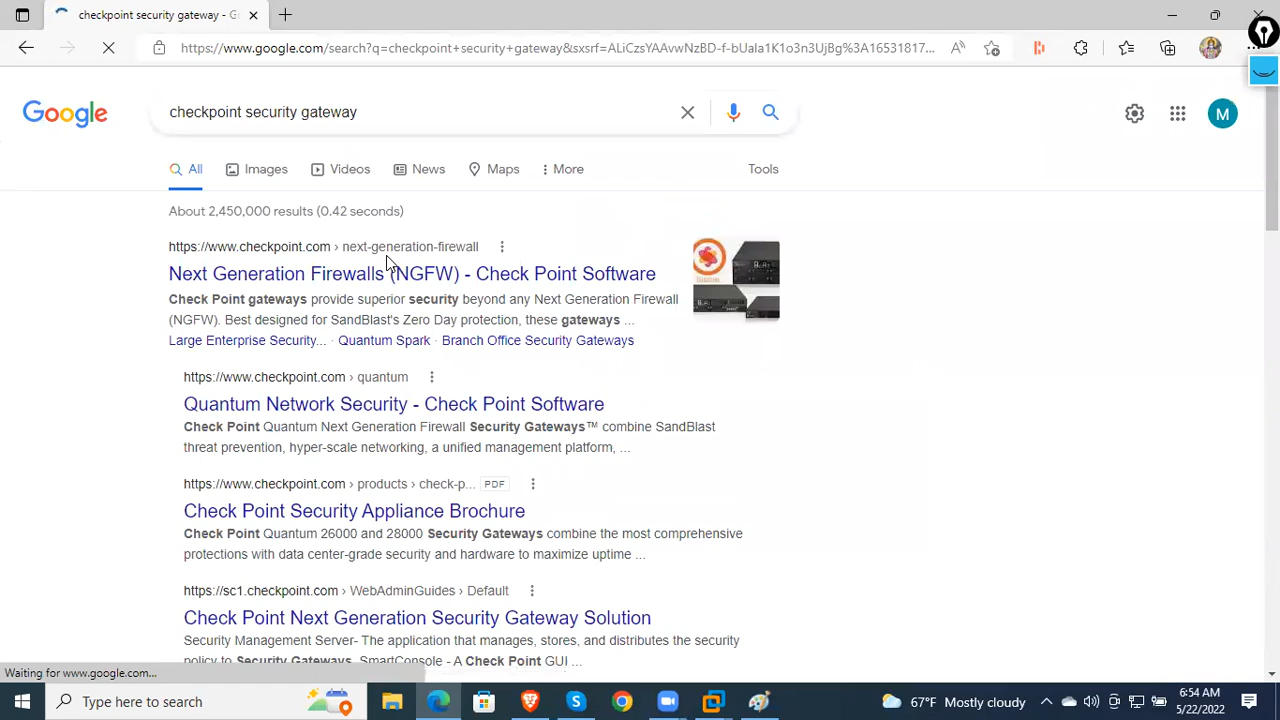 checkpoint security gateway - G
https://www.google.com/search?q=checkpoint+security+gateway&sxsrf=ALiCzsYAAvwNzBD-f-bUala1K1o3n3UjBg%3A16531817...
Google
checkpoint security gateway
M
All
Images
Videos
News
Maps
More
Tools
About 2,450,000 results (0.42 seconds)
https://www.checkpoint.com › next-generation-firewall
Next Generation Firewalls (NGFW) - Check Point Software
Check Point gateways provide superior security beyond any Next Generation Firewall
(NGFW). Best designed for SandBlast's Zero Day protection, these gateways ...
Large Enterprise Security... · Quantum Spark · Branch Office Security Gateways
https://www.checkpoint.com › quantum
Quantum Network Security - Check Point Software
Check Point Quantum Next Generation Firewall Security Gateways™ combine SandBlast
threat prevention, hyper-scale networking, a unified management platform, ...
https://www.checkpoint.com › products › check-p... PDF
Check Point Security Appliance Brochure
Check Point Quantum 26000 and 28000 Security Gateways combine the most comprehensive
protections with data center-grade security and hardware to maximize uptime ...
https://sc1.checkpoint.com › WebAdminGuides › Default
Check Point Next Generation Security Gateway Solution
Security Management Server- The application that manages, stores, and distributes the security
policy to Security Gateways. SmartConsole - A Check Point GUI ...
Waiting for www.google.com...
Type here to search
67°F Mostly cloudy
6:54 AM
5/22/2022